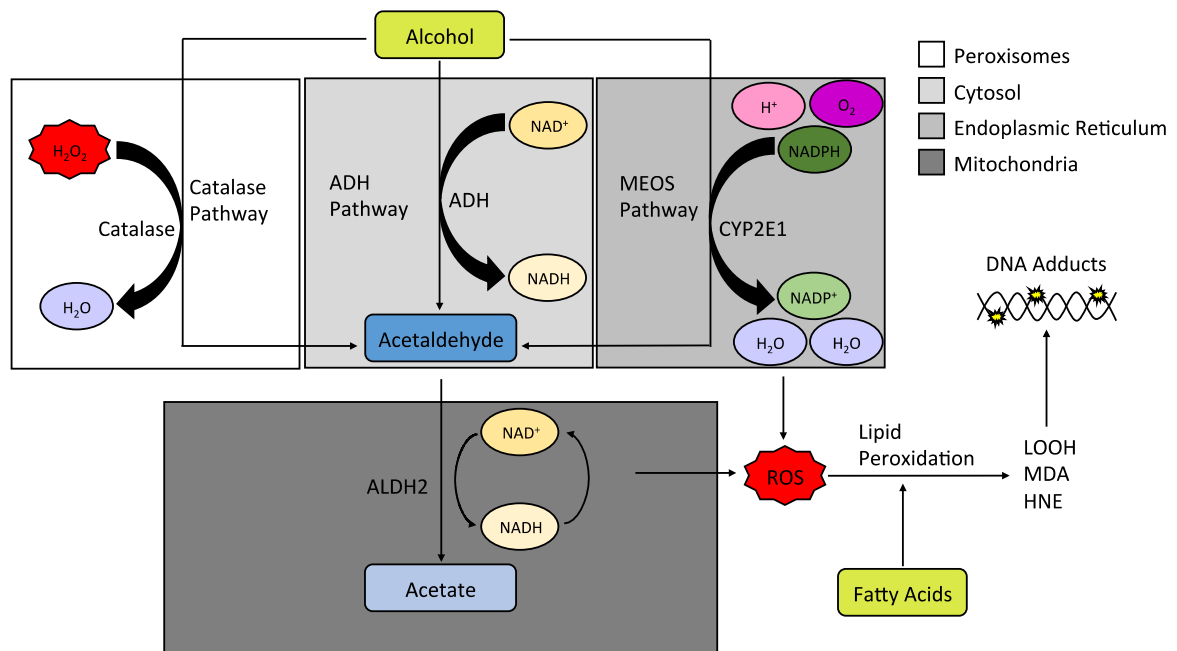 Alcohol
Peroxisomes
Cytosol
Endoplasmic Reticulum
Mitochondria
H₂O₂
Catalase
Pathway
Catalase
H₂O
ADH
Pathway
NAD⁺
ADH
NADH
Acetaldehyde
MEOS
Pathway
H⁺
O₂
NADPH
CYP2E1
NADP⁺
H₂O
H₂O
DNA Adducts
NAD⁺
ALDH2
NADH
Acetate
ROS
Lipid
Peroxidation
LOOH
MDA
HNE
Fatty Acids